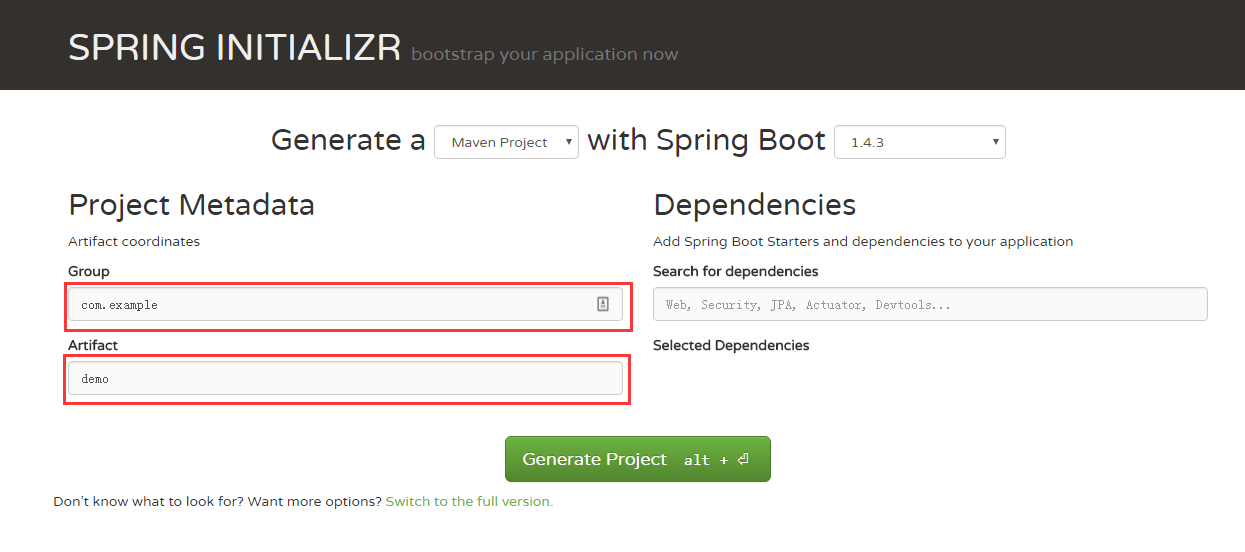 SPRING INITIALIZR bootstrap your application now
Generate a Maven Project with Spring Boot 1.4.3
Project Metadata
Artifact coordinates
Group
com.example
Artifact
demo
Dependencies
Add Spring Boot Starters and dependencies to your application
Search for dependencies
Web, Security, JPA, Actuator, Devtools...
Selected Dependencies
Generate Project alt + ⏎
Don't know what to look for? Want more options? Switch to the full version.